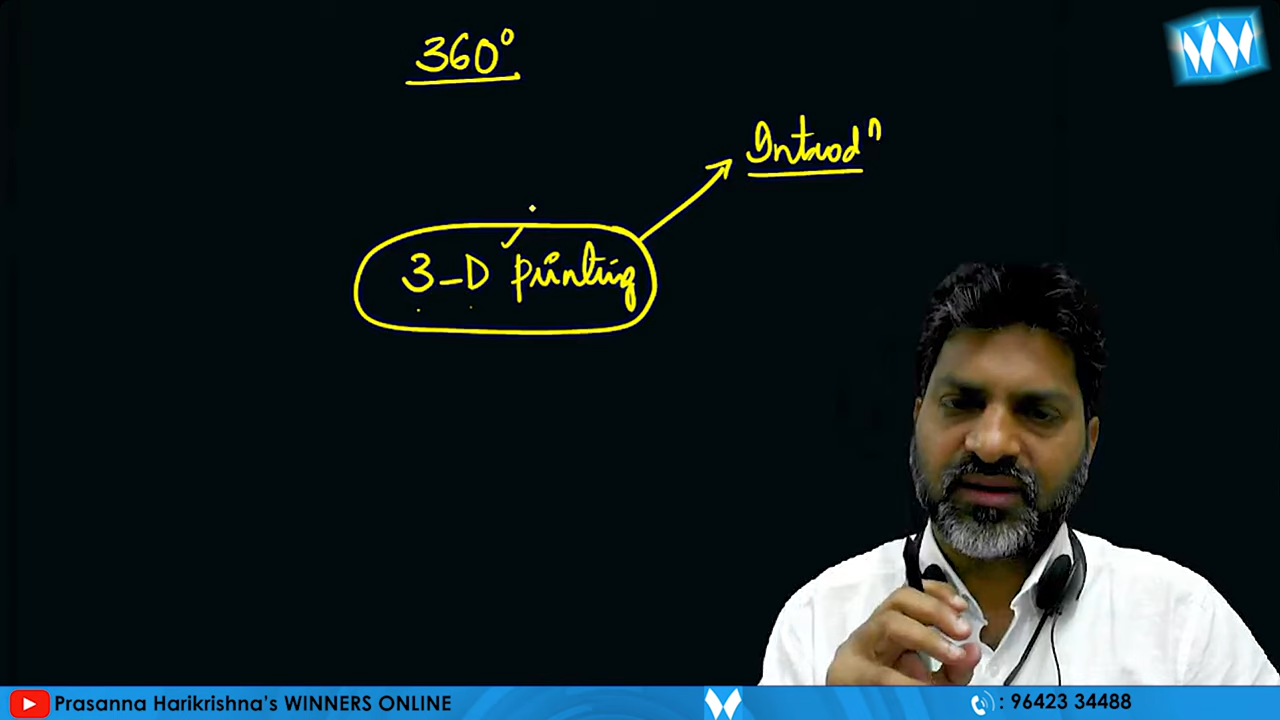 360°
Introdⁿ
3-D printing
Prasanna Harikrishna's WINNERS ONLINE
: 96423 34488